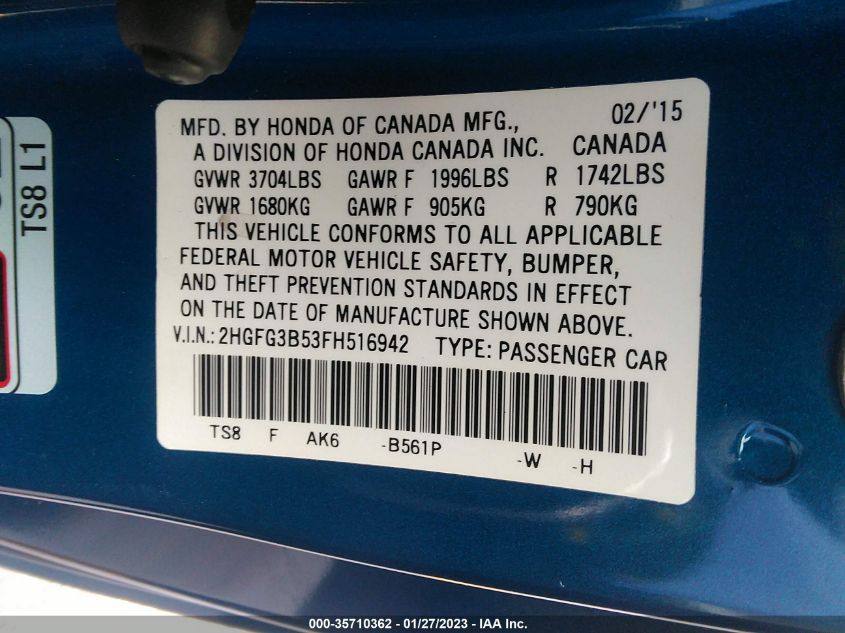 02/'15
MFD. BY HONDA OF CANADA MFG.,
A DIVISION OF HONDA CANADA INC. CANADA
GVWR 3704LBS GAWR F 1996LBS R 1742LBS
GVWR 1680KG GAWR F 905KG R 790KG
THIS VEHICLE CONFORMS TO ALL APPLICABLE
FEDERAL MOTOR VEHICLE SAFETY, BUMPER,
AND THEFT PREVENTION STANDARDS IN EFFECT
ON THE DATE OF MANUFACTURE SHOWN ABOVE.
V.I.N.: 2HGFG3B53FH516942 TYPE: PASSENGER CAR
TS8 F AK6 -B561P -W -H
TS8 L1
000-35710362 - 01/27/2023 - IAA Inc.